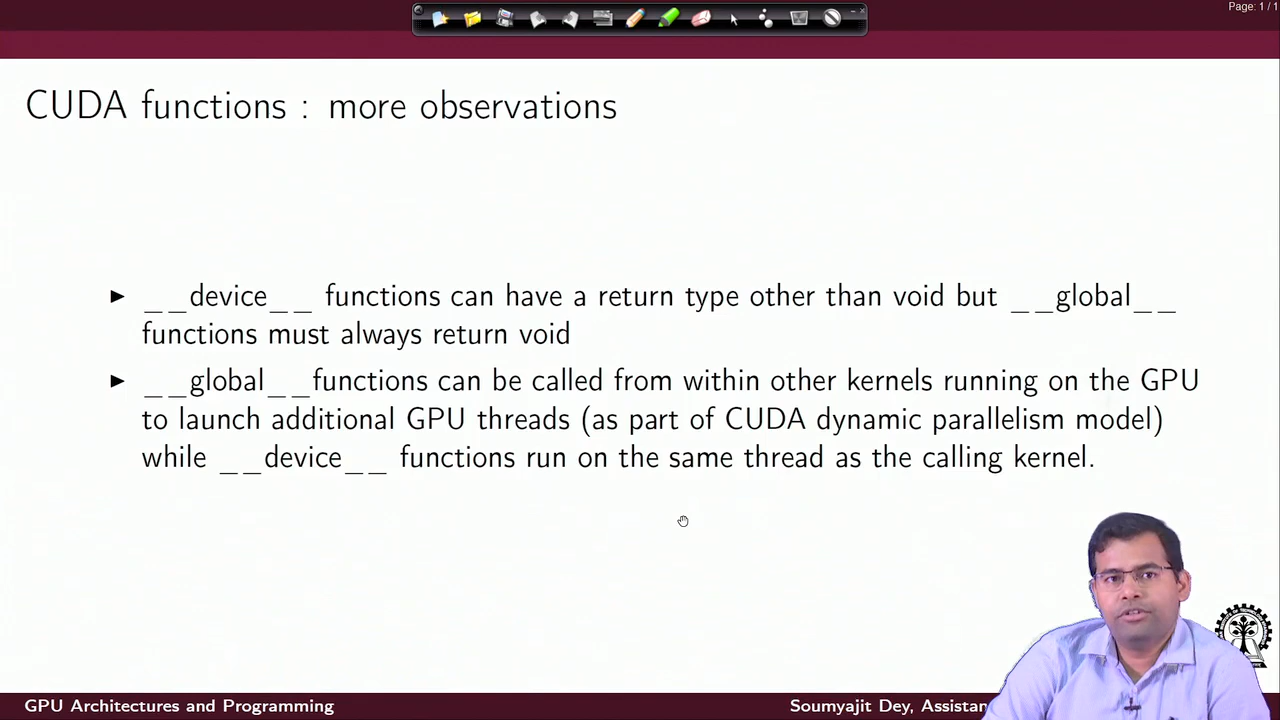 Page: 1 / 1
CUDA functions : more observations
▶ __device__ functions can have a return type other than void but __global__
functions must always return void
▶ __global__functions can be called from within other kernels running on the GPU
to launch additional GPU threads (as part of CUDA dynamic parallelism model)
while __device__ functions run on the same thread as the calling kernel.
GPU Architectures and Programming
Soumyajit Dey, Assistan